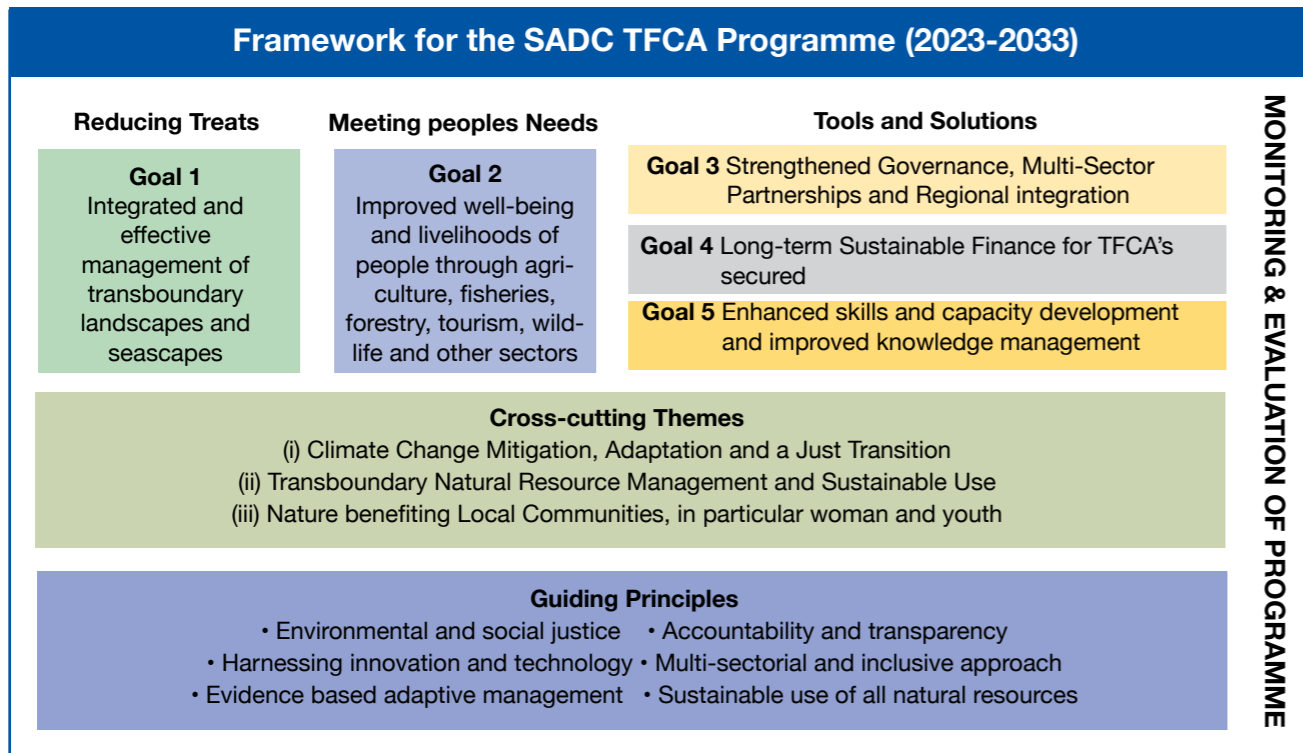 Framework for the SADC TFCA Programme (2023-2033)
Reducing Treats
Goal 1
Integrated and
effective
management of
transboundary
landscapes and
seascapes
Meeting peoples Needs
Goal 2
Improved well-being
and livelihoods of
people through agri-
culture, fisheries,
forestry, tourism, wild-
life and other sectors
Tools and Solutions
Goal 3 Strengthened Governance, Multi-Sector
Partnerships and Regional integration
Goal 4 Long-term Sustainable Finance for TFCA's
secured
Goal 5 Enhanced skills and capacity development
and improved knowledge management
Cross-cutting Themes
(i) Climate Change Mitigation, Adaptation and a Just Transition
(ii) Transboundary Natural Resource Management and Sustainable Use
(iii) Nature benefiting Local Communities, in particular woman and youth
Guiding Principles
• Environmental and social justice • Accountability and transparency
• Harnessing innovation and technology • Multi-sectorial and inclusive approach
• Evidence based adaptive management • Sustainable use of all natural resources
MONITORING & EVALUATION OF PROGRAMME